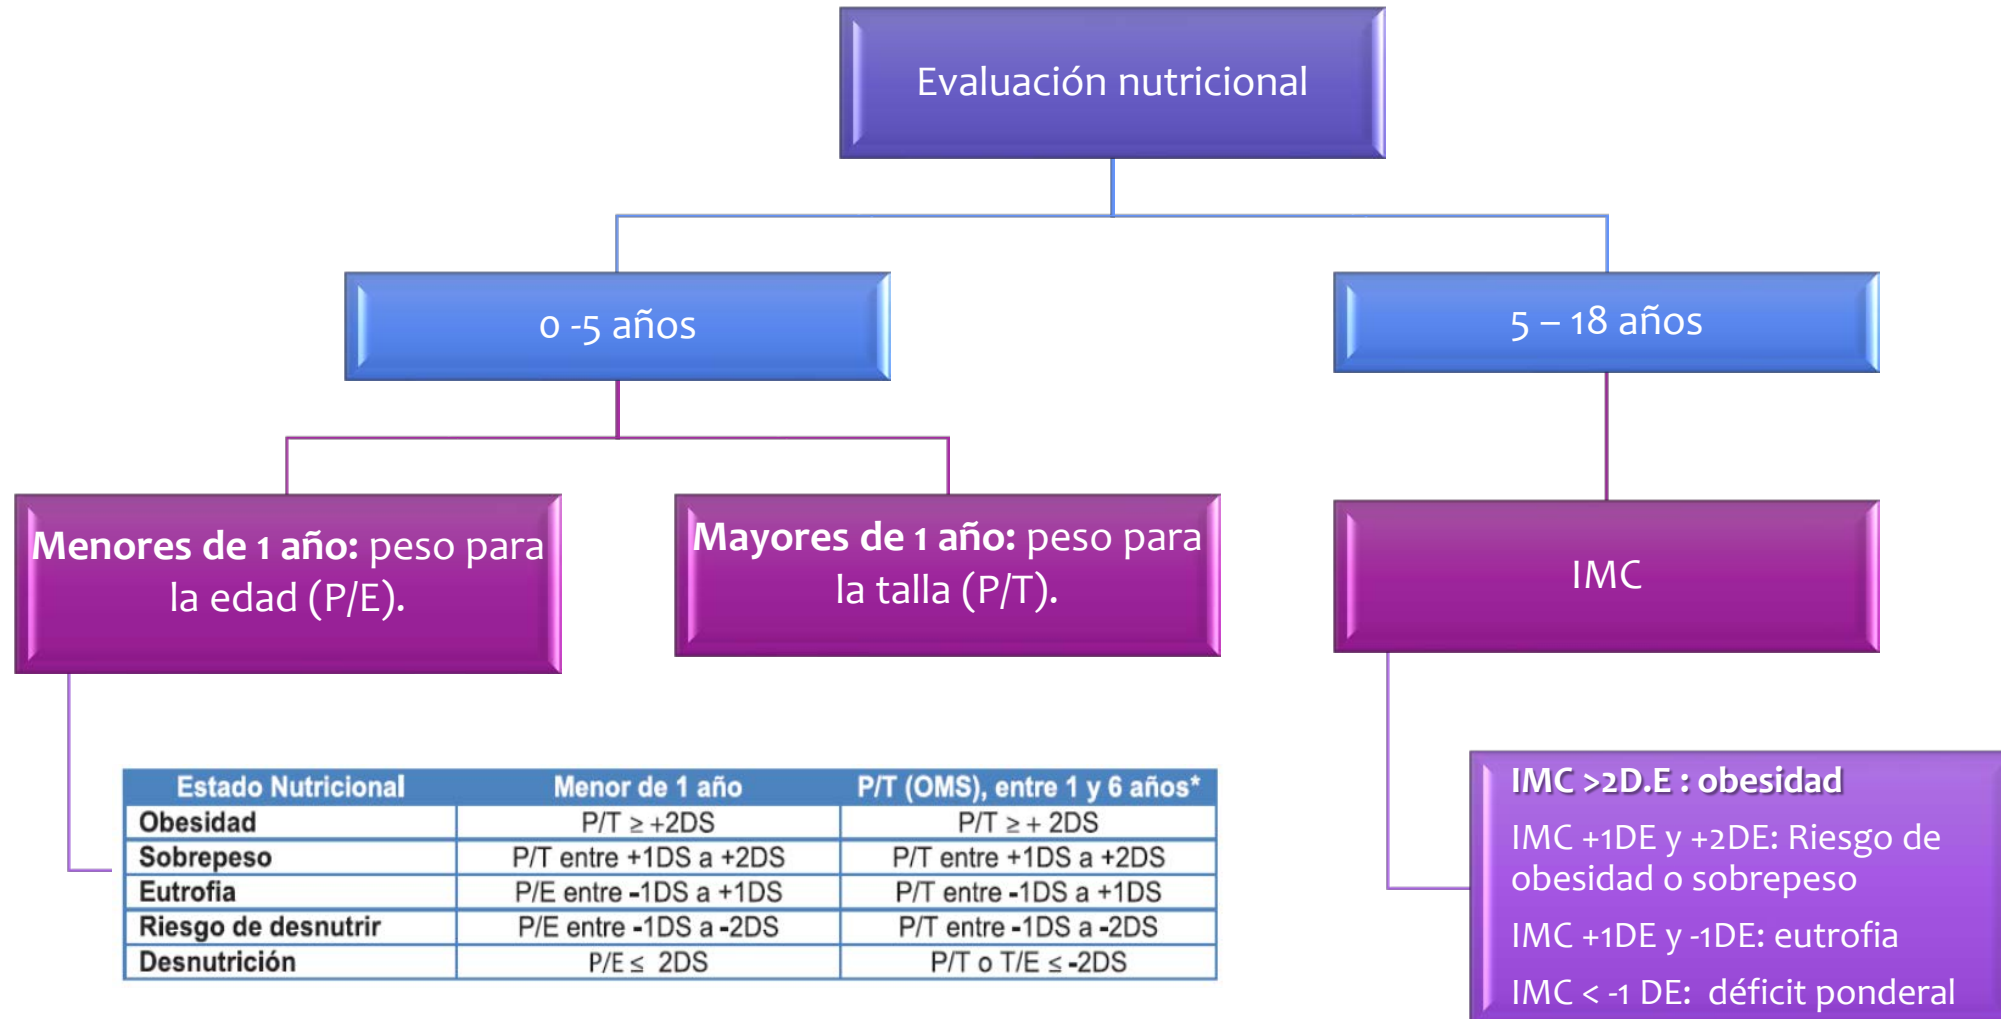 Evaluación nutricional
0 -5 años
5 – 18 años
Menores de 1 año: peso para
la edad (P/E).
Mayores de 1 año: peso para
la talla (P/T).
IMC
Estado Nutricional Menor de 1 año P/T (OMS), entre 1 y 6 años*
Obesidad P/T ≥ +2DS P/T ≥ + 2DS
Sobrepeso P/T entre +1DS a +2DS P/T entre +1DS a +2DS
Eutrofia P/E entre -1DS a +1DS P/T entre -1DS a +1DS
Riesgo de desnutrir P/E entre -1DS a -2DS P/T entre -1DS a -2DS
Desnutrición P/E ≤ 2DS P/T o T/E ≤ -2DS
IMC >2D.E : obesidad
IMC +1DE y +2DE: Riesgo de
obesidad o sobrepeso
IMC +1DE y -1DE: eutrofia
IMC < -1 DE: déficit ponderal